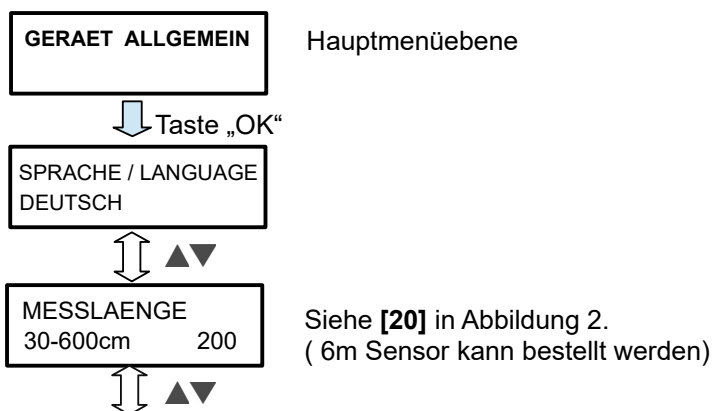 GERAET ALLGEMEIN
Hauptmenüebene
Taste „OK“
SPRACHE / LANGUAGE
DEUTSCH
MESSLAENGE
30-600cm 200
Siehe [20] in Abbildung 2.
( 6m Sensor kann bestellt werden)